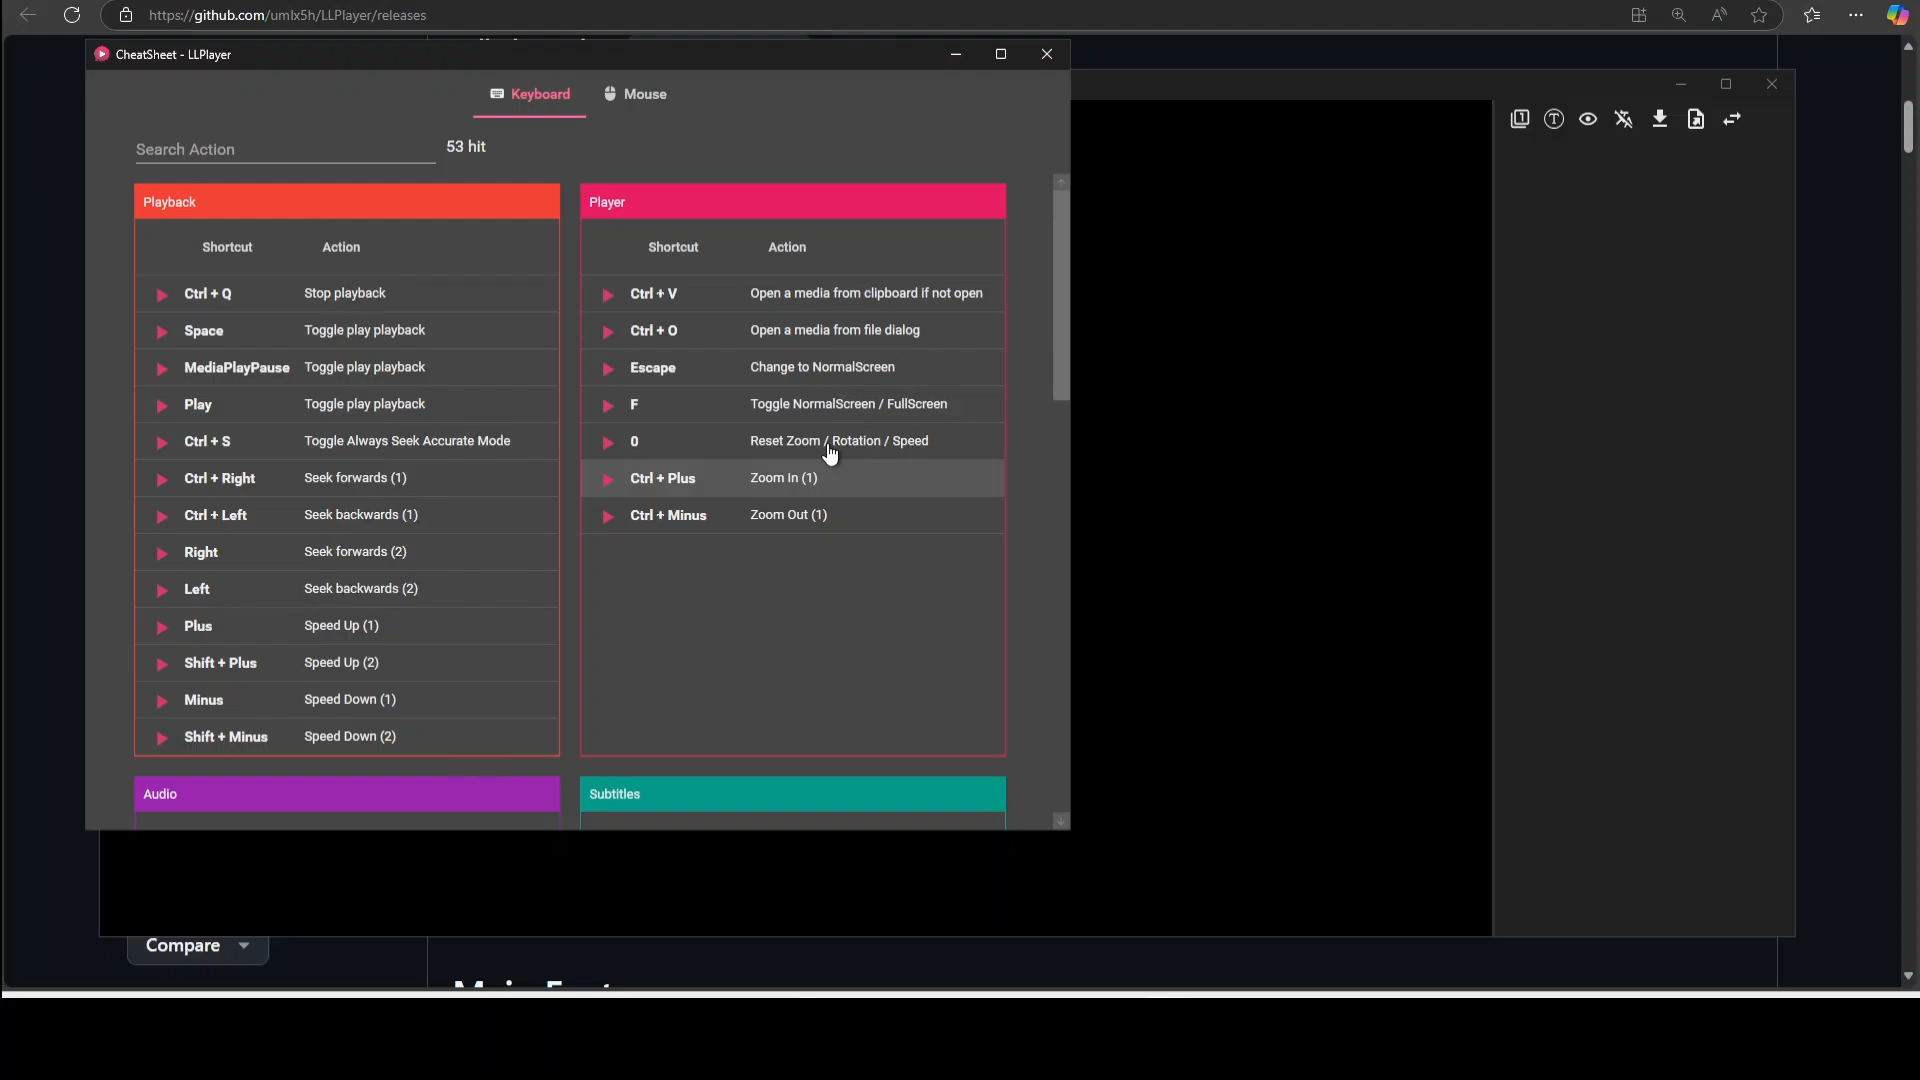 https://github.com/umlx5h/LLPlayer/releases
CheatSheet - LLPlayer
Keyboard
Mouse
Search Action
53 hit
Playback
Shortcut Action
Ctrl + Q Stop playback
Space Toggle play playback
MediaPlayPause Toggle play playback
Play Toggle play playback
Ctrl + S Toggle Always Seek Accurate Mode
Ctrl + Right Seek forwards (1)
Ctrl + Left Seek backwards (1)
Right Seek forwards (2)
Left Seek backwards (2)
Plus Speed Up (1)
Shift + Plus Speed Up (2)
Minus Speed Down (1)
Shift + Minus Speed Down (2)
Player
Shortcut Action
Ctrl + V Open a media from clipboard if not open
Ctrl + O Open a media from file dialog
Escape Change to NormalScreen
F Toggle NormalScreen / FullScreen
0 Reset Zoom / Rotation / Speed
Ctrl + Plus Zoom In (1)
Ctrl + Minus Zoom Out (1)
Audio
Subtitles
Compare